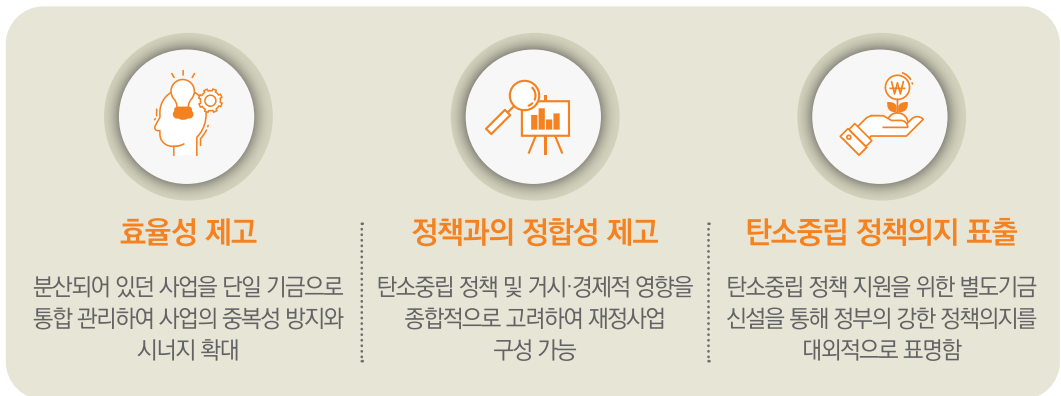 ₩
효율성 제고
분산되어 있던 사업을 단일 기금으로
통합 관리하여 사업의 중복성 방지와
시너지 확대
정책과의 정합성 제고
탄소중립 정책 및 거시·경제적 영향을
종합적으로 고려하여 재정사업
구성 가능
탄소중립 정책의지 표출
탄소중립 정책 지원을 위한 별도기금
신설을 통해 정부의 강한 정책의지를
대외적으로 표명함